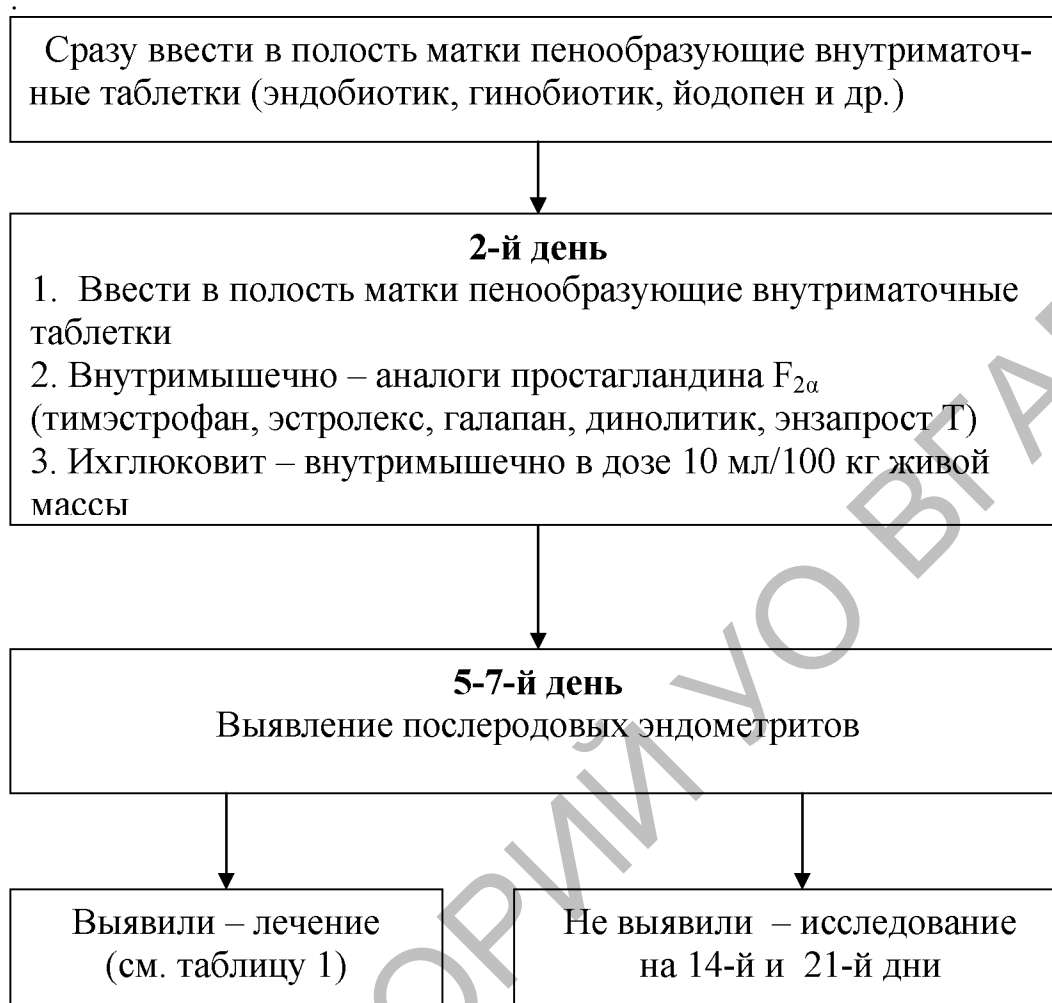 .
Сразу ввести в полость матки пенообразующие внутриматоч-
ные таблетки (эндобиотик, гинобиотик, йодопен и др.)
2-й день
1. Ввести в полость матки пенообразующие внутриматочные
таблетки
2. Внутримышечно – аналоги простагландина F2α
(тимэстрофан, эстролекс, галапан, динолитик, энзапрост Т)
3. Ихглюковит – внутримышечно в дозе 10 мл/100 кг живой
массы
5-7-й день
Выявление послеродовых эндометритов
Выявили – лечение
(см. таблицу 1)
Не выявили – исследование
на 14-й и 21-й дни
ОРИЙ УО ВГА